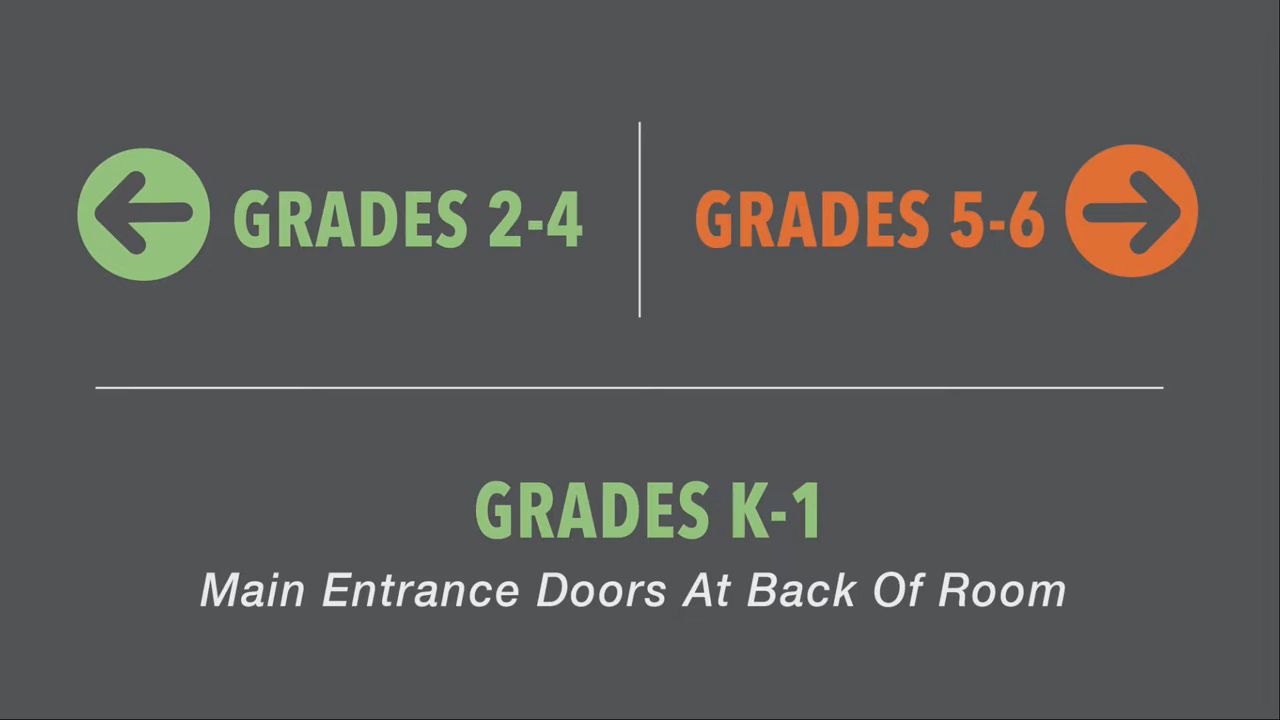 GRADES 2-4
GRADES 5-6
GRADES K-1
Main Entrance Doors At Back Of Room